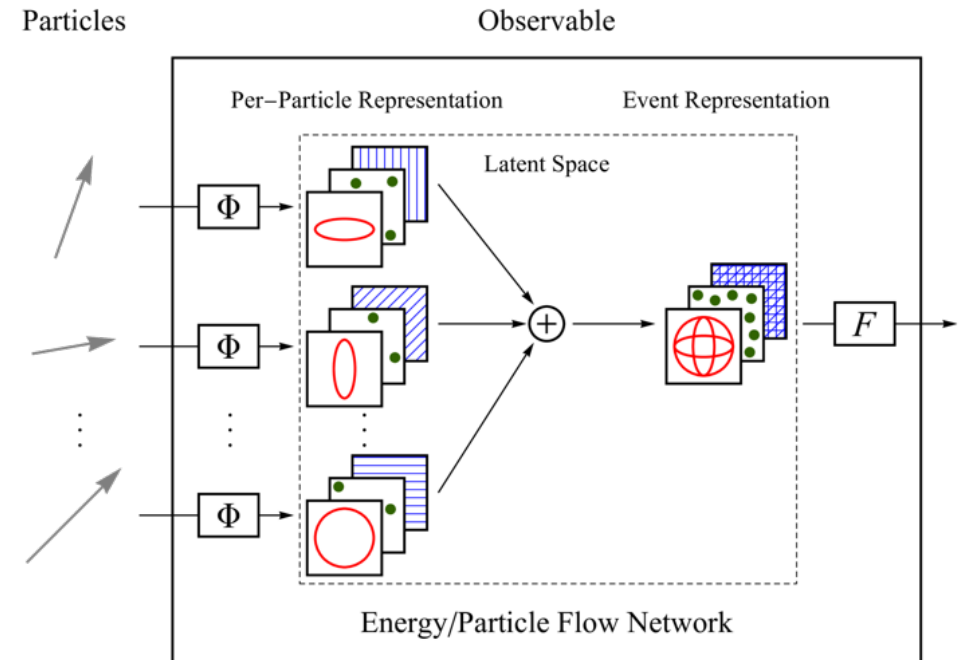 Particles
Observable
Per−Particle Representation
Event Representation
Latent Space
Φ
Φ
+
F
Φ
Energy/Particle Flow Network